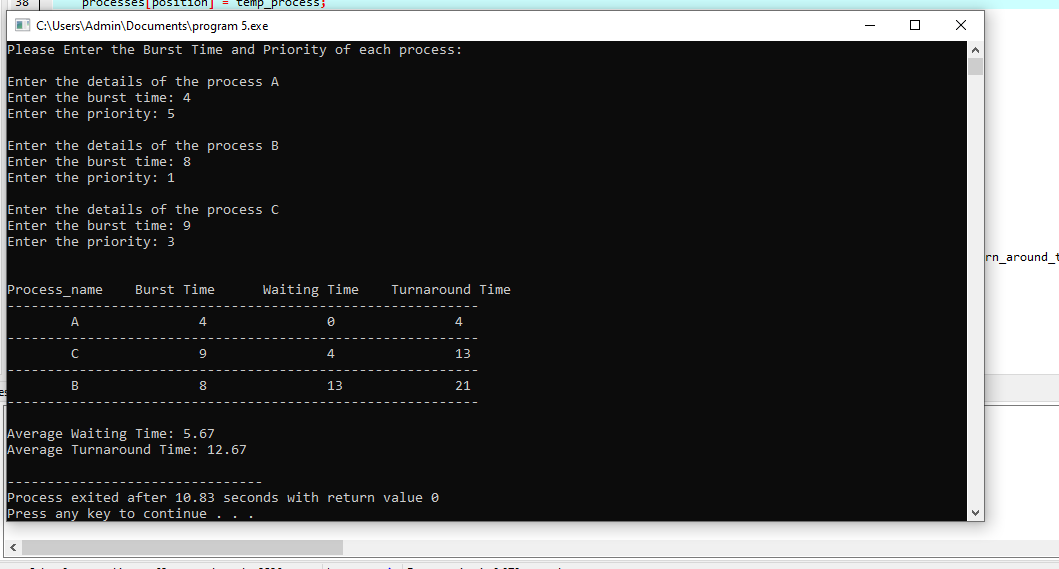 38 processes[position] = temp_process;
C:\Users\Admin\Documents\program 5.exe
Please Enter the Burst Time and Priority of each process:
Enter the details of the process A
Enter the burst time: 4
Enter the priority: 5
Enter the details of the process B
Enter the burst time: 8
Enter the priority: 1
Enter the details of the process C
Enter the burst time: 9
Enter the priority: 3
rn_around_t
Process_name Burst Time Waiting Time Turnaround Time
-----------------------------------------------------------
A 4 0 4
-----------------------------------------------------------
C 9 4 13
-----------------------------------------------------------
B 8 13 21
-----------------------------------------------------------
Average Waiting Time: 5.67
Average Turnaround Time: 12.67
--------------------------------
Process exited after 10.83 seconds with return value 0
Press any key to continue . . .